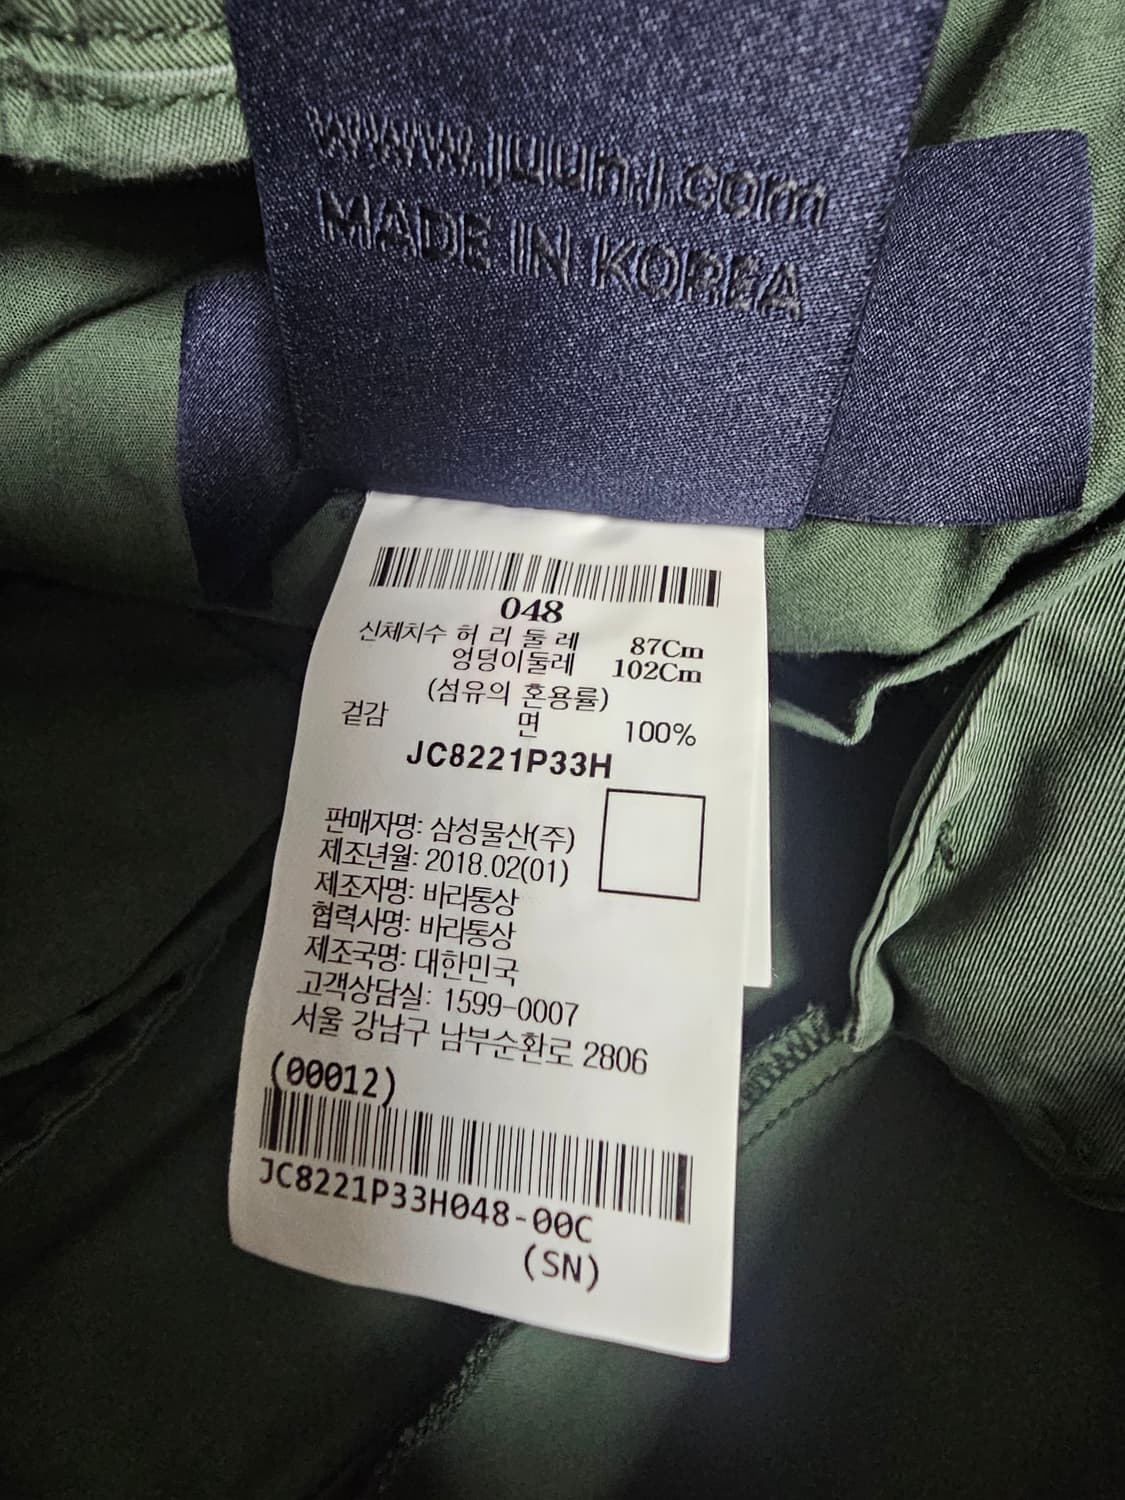 www.juunj.com
MADE IN KOREA
048
신체치수 허 리 둘 레 87Cm
엉덩이둘레 102Cm
(섬유의 혼용률)
겉감 면 100%
JC8221P33H
판매자명: 삼성물산(주)
제조년월: 2018.02(01)
제조자명: 바라통상
협력사명: 바라통상
제조국명: 대한민국
고객상담실: 1599-0007
서울 강남구 남부순환로 2806
(00012)
JC8221P33H048-00C
(SN)